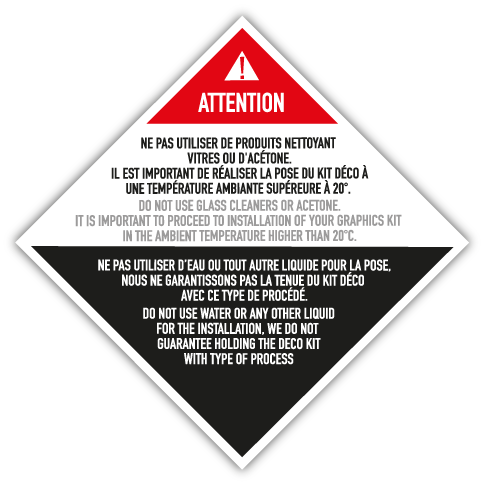 !
ATTENTION
NE PAS UTILISER DE PRODUITS NETTOYANT
VITRES OU D'ACÉTONE.
IL EST IMPORTANT DE RÉALISER LA POSE DU KIT DÉCO À
UNE TEMPÉRATURE AMBIANTE SUPÉREURE À 20°.
DO NOT USE GLASS CLEANERS OR ACETONE.
IT IS IMPORTANT TO PROCEED TO INSTALLATION OF YOUR GRAPHICS KIT
IN THE AMBIENT TEMPERATURE HIGHER THAN 20°C.
NE PAS UTILISER D'EAU OU TOUT AUTRE LIQUIDE POUR LA POSE,
NOUS NE GARANTISSONS PAS LA TENUE DU KIT DÉCO
AVEC CE TYPE DE PROCÉDÉ.
DO NOT USE WATER OR ANY OTHER LIQUID
FOR THE INSTALLATION, WE DO NOT
GUARANTEE HOLDING THE DECO KIT
WITH TYPE OF PROCESS